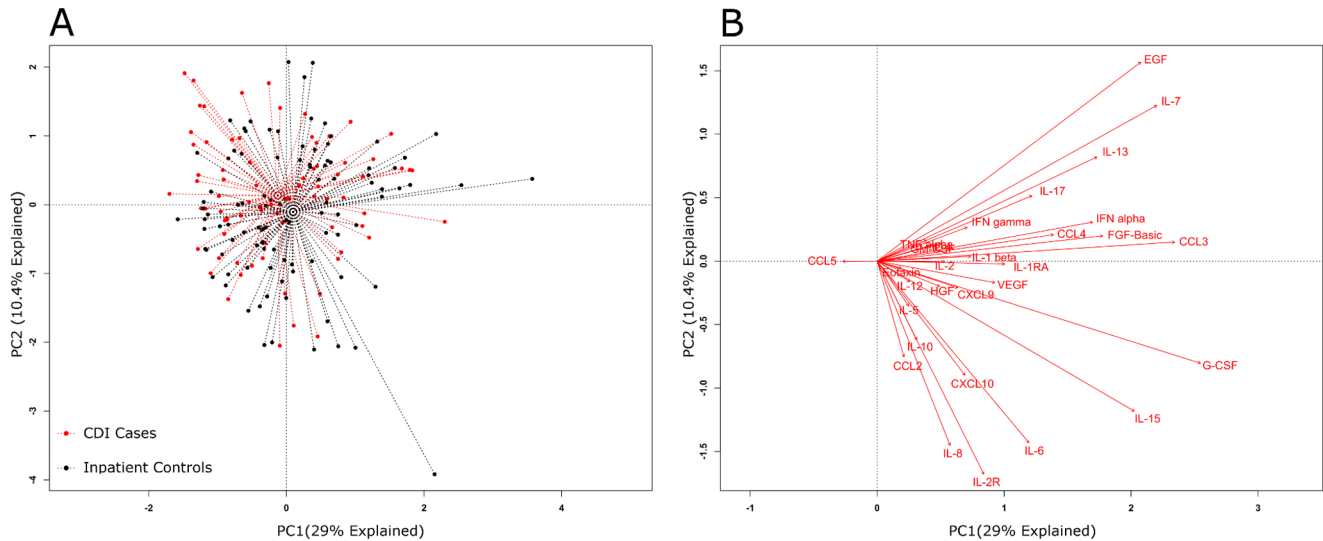 A
PC2 (10.4% Explained)
2
1
0
-1
-2
-3
-4
CDI Cases
Inpatient Controls
-2
0
2
4
PC1(29% Explained)
B
PC2 (10.4% Explained)
1.5
1.0
0.5
0.0
-0.5
-1.0
-1.5
EGF
IL-7
IL-13
IL-17
IFN gamma
IFN alpha
CCL4
FGF-Basic
CCL3
TNF alpha
IL-1 beta
CCL5
IL-2
IL-1RA
Eotaxin
IL-12
HGF
CXCL9
VEGF
IL-5
IL-10
CCL2
CXCL10
G-CSF
IL-15
IL-8
IL-6
IL-2R
0
1
2
3
PC1(29% Explained)